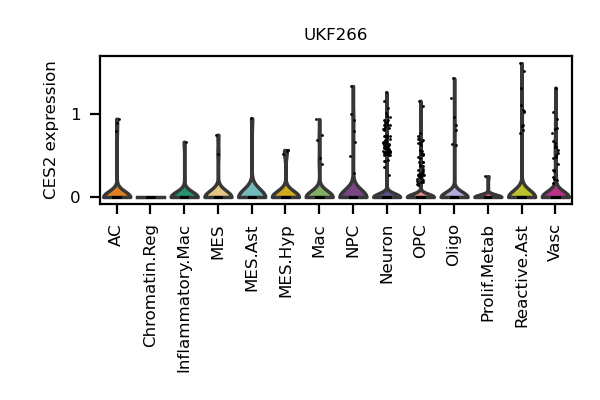 UKF266
CES2 expression
1
0
AC
Chromatin.Reg
Inflammatory.Mac
MES
MES.Ast
MES.Hyp
Mac
NPC
Neuron
OPC
Oligo
Prolif.Metab
Reactive.Ast
Vasc